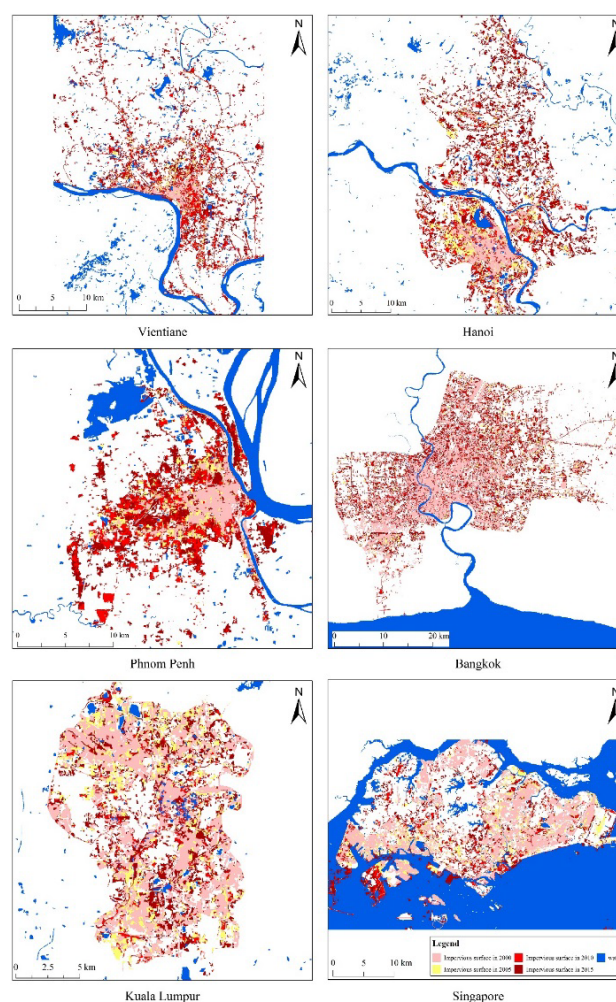 N
N
0 5 10 km
0 5 10 km
Vientiane
Hanoi
N
N
0 5 10 km
0 10 20 km
Phnom Penh
Bangkok
N
N
0 2.5 5 km
0 5 10 km
Legend
Impervious surface in 2000 Impervious surface in 2010
Impervious surface in 2005 Impervious surface in 2015
Kuala Lumpur
Singapore